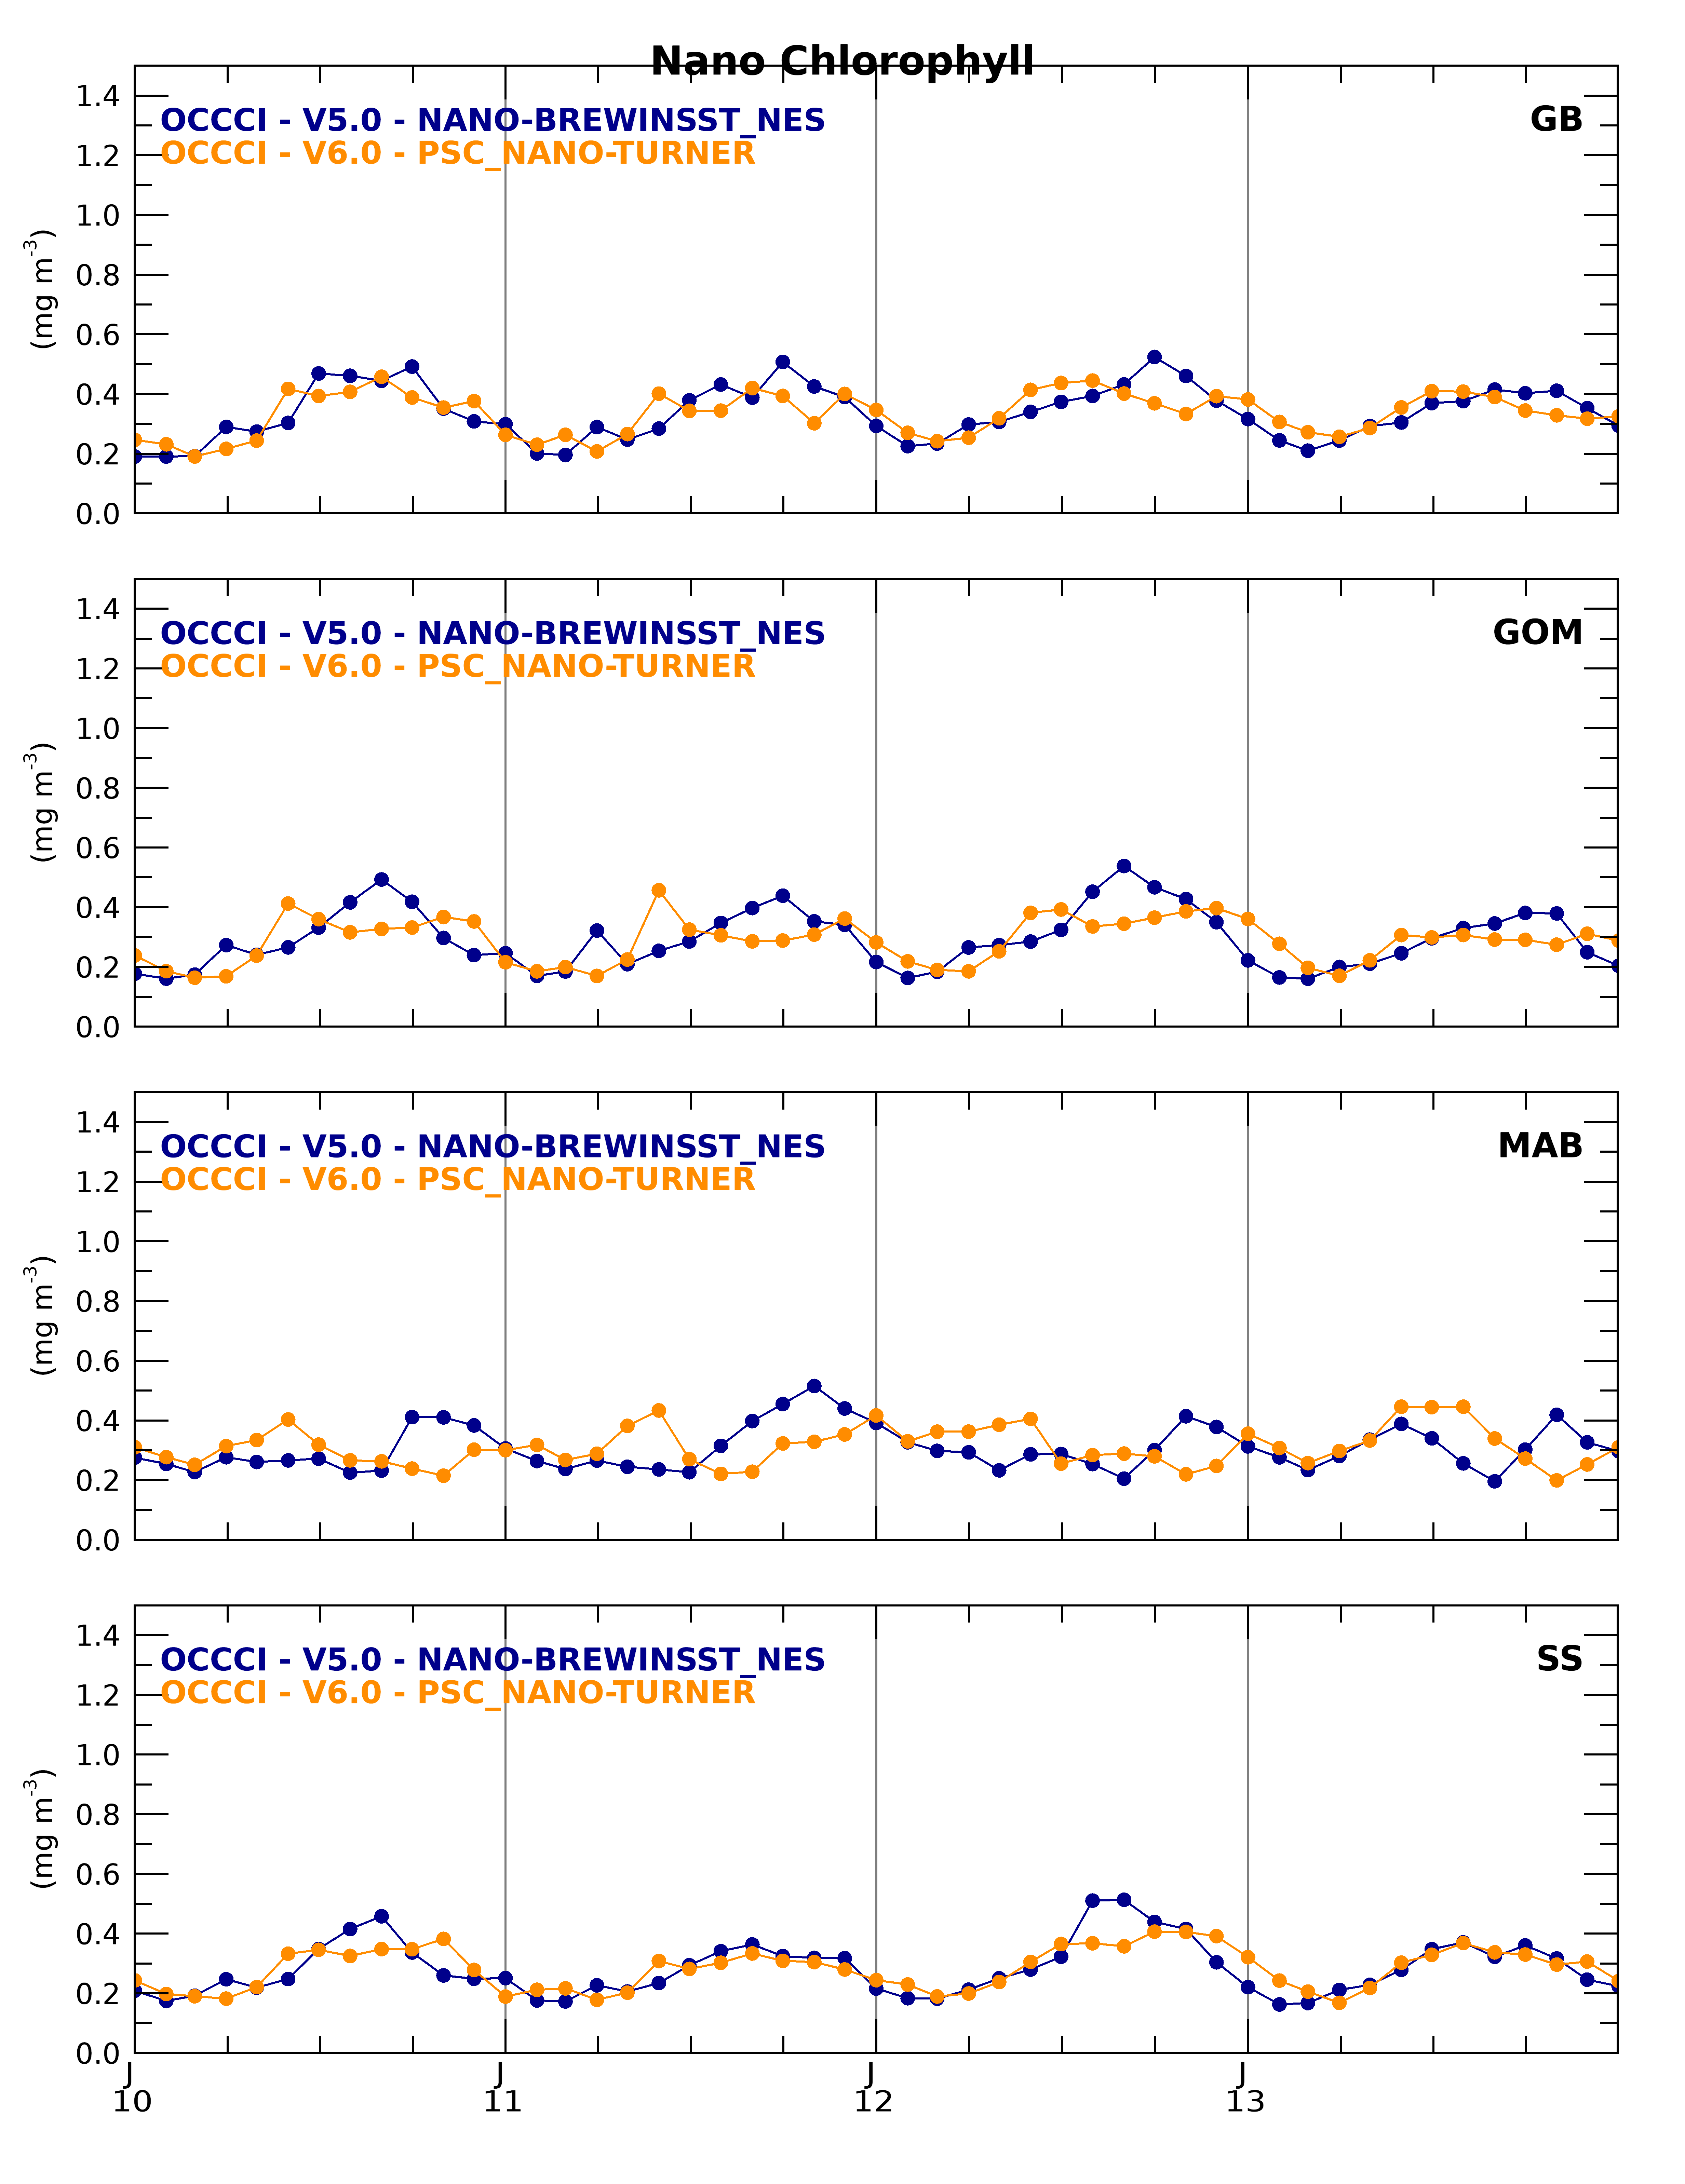 Nano Chlorophyll
1.4
OCCCI - V5.0 - NANO-BREWINSST_NES
GB
1.2
OCCCI - V6.0 - PSC_NANO-TURNER
1.0
0.8
(mg m-3)
0.6
0.4
0.2
0.0
1.4
OCCCI - V5.0 - NANO-BREWINSST_NES
GOM
1.2
OCCCI - V6.0 - PSC_NANO-TURNER
1.0
0.8
(mg m-3)
0.6
0.4
0.2
0.0
1.4
OCCCI - V5.0 - NANO-BREWINSST_NES
MAB
1.2
OCCCI - V6.0 - PSC_NANO-TURNER
1.0
0.8
(mg m-3)
0.6
0.4
0.2
0.0
1.4
OCCCI - V5.0 - NANO-BREWINSST_NES
SS
1.2
OCCCI - V6.0 - PSC_NANO-TURNER
1.0
0.8
(mg m-3)
0.6
0.4
0.2
0.0
J J J J
10 11 12 13